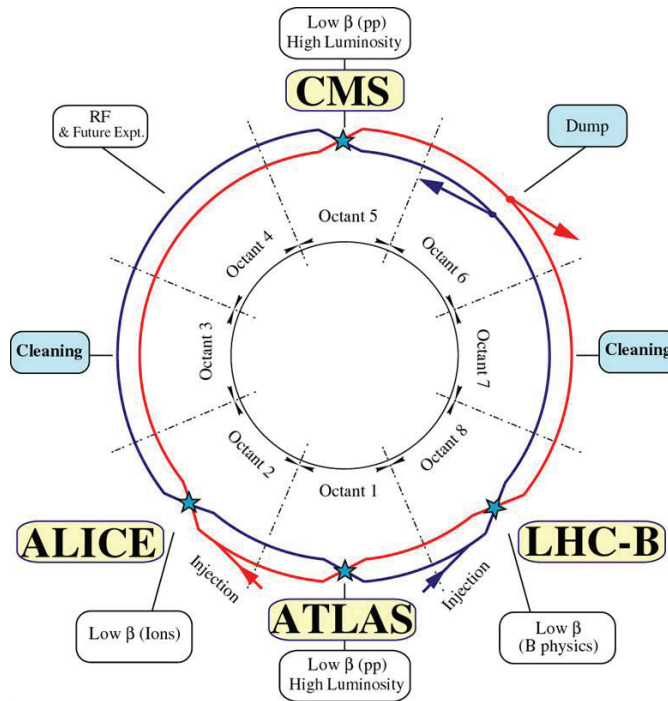 Low β (pp)
High Luminosity
CMS
RF
& Future Expt.
Dump
Octant 5
Octant 4
Octant 6
Cleaning
Octant 3
Octant 7
Cleaning
Octant 2
Octant 8
Octant 1
ALICE
LHC-B
Injection
Injection
ATLAS
Low β (Ions)
Low β
(B physics)
Low β (pp)
High Luminosity